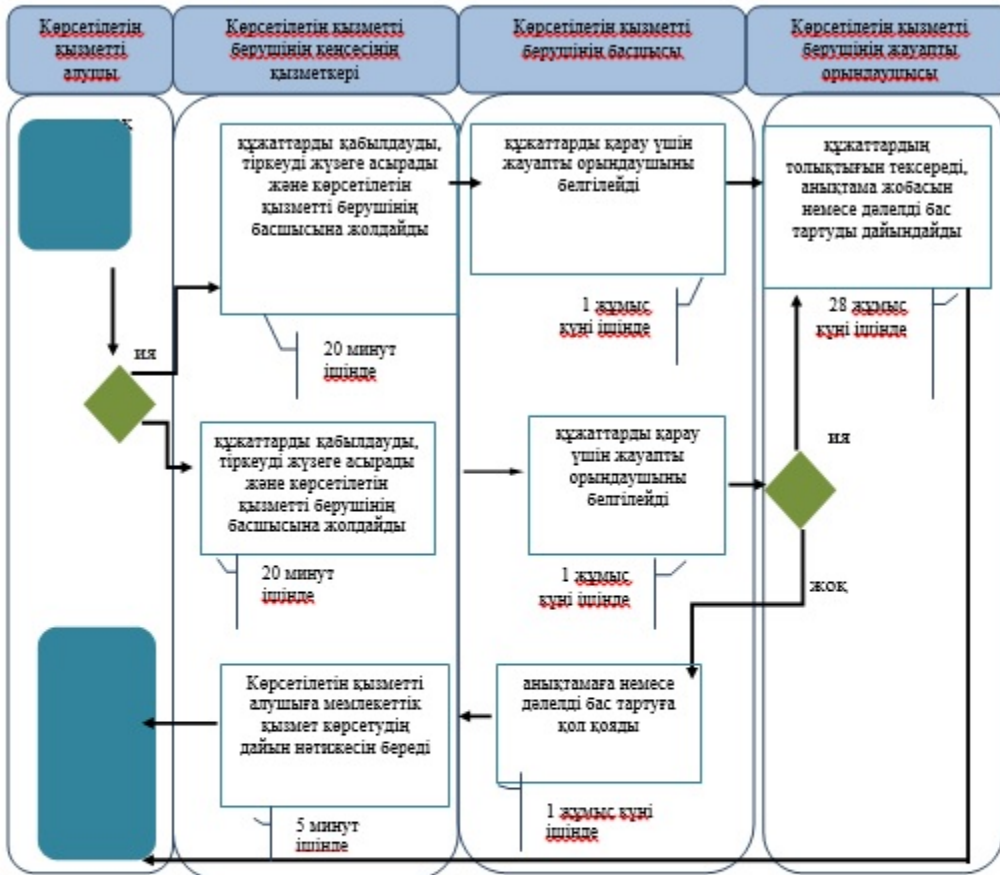 Көрсетілетін
қызметті
алушы
Көрсетілетін қызметті
берушінің кеңсесінің
қызметкері
Көрсетілетін қызметті
берушінің басшысы
Көрсетілетін қызметті
берушінің жауапты
орындаушысы
құжаттарды қабылдауды,
тіркеуді жүзеге асырады
және көрсетілетін
қызметті берушінің
басшысына жолдайды
құжаттарды қарау үшін
жауапты орындаушыны
белгілейді
құжаттардың
толықтығын тексереді,
анықтама жобасын
немесе дәлелді бас
тартуды дайындайды
20 минут
ішінде
1 жұмыс
күні ішінде
28 жұмыс
күні ішінде
ия
құжаттарды қабылдауды,
тіркеуді жүзеге асырады
және көрсетілетін
қызметті берушінің
басшысына жолдайды
құжаттарды қарау
үшін жауапты
орындаушыны
белгілейді
ия
20 минут
ішінде
1 жұмыс
күні ішінде
жоқ
Көрсетілетін қызметті
алушыға мемлекеттік
қызмет көрсетудің
дайын нәтижесін береді
анықтамаға немесе
дәлелді бас тартуға
қол қояды
5 минут
ішінде
1 жұмыс күні
ішінде